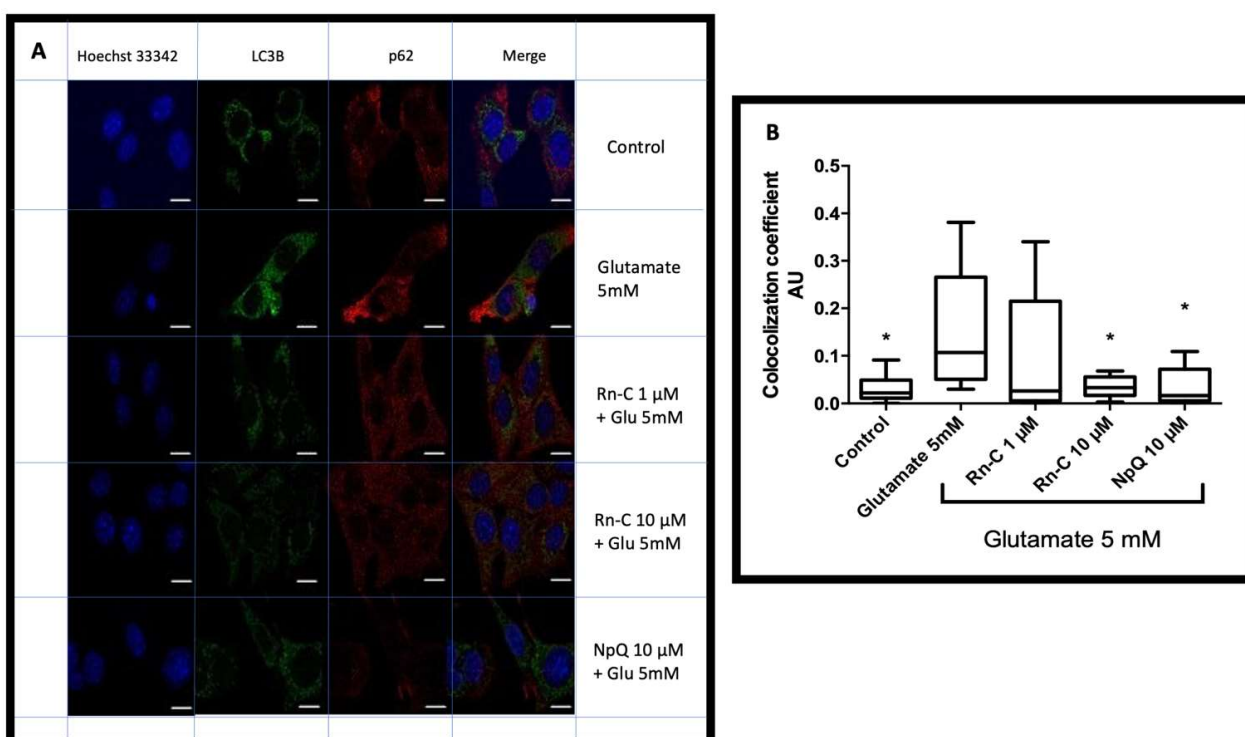 A
Hoechst 33342 LC3B p62 Merge
Control
Glutamate
5mM
Rn-C 1 µM
+ Glu 5mM
Rn-C 10 µM
+ Glu 5mM
NpQ 10 µM
+ Glu 5mM
B
Colocolization coefficient
AU
0.5
0.4
0.3
0.2
0.1
0.0
*
*
*
Control
Glutamate 5mM
Rn-C 1 µM
Rn-C 10 µM
NpQ 10 µM
Glutamate 5 mM